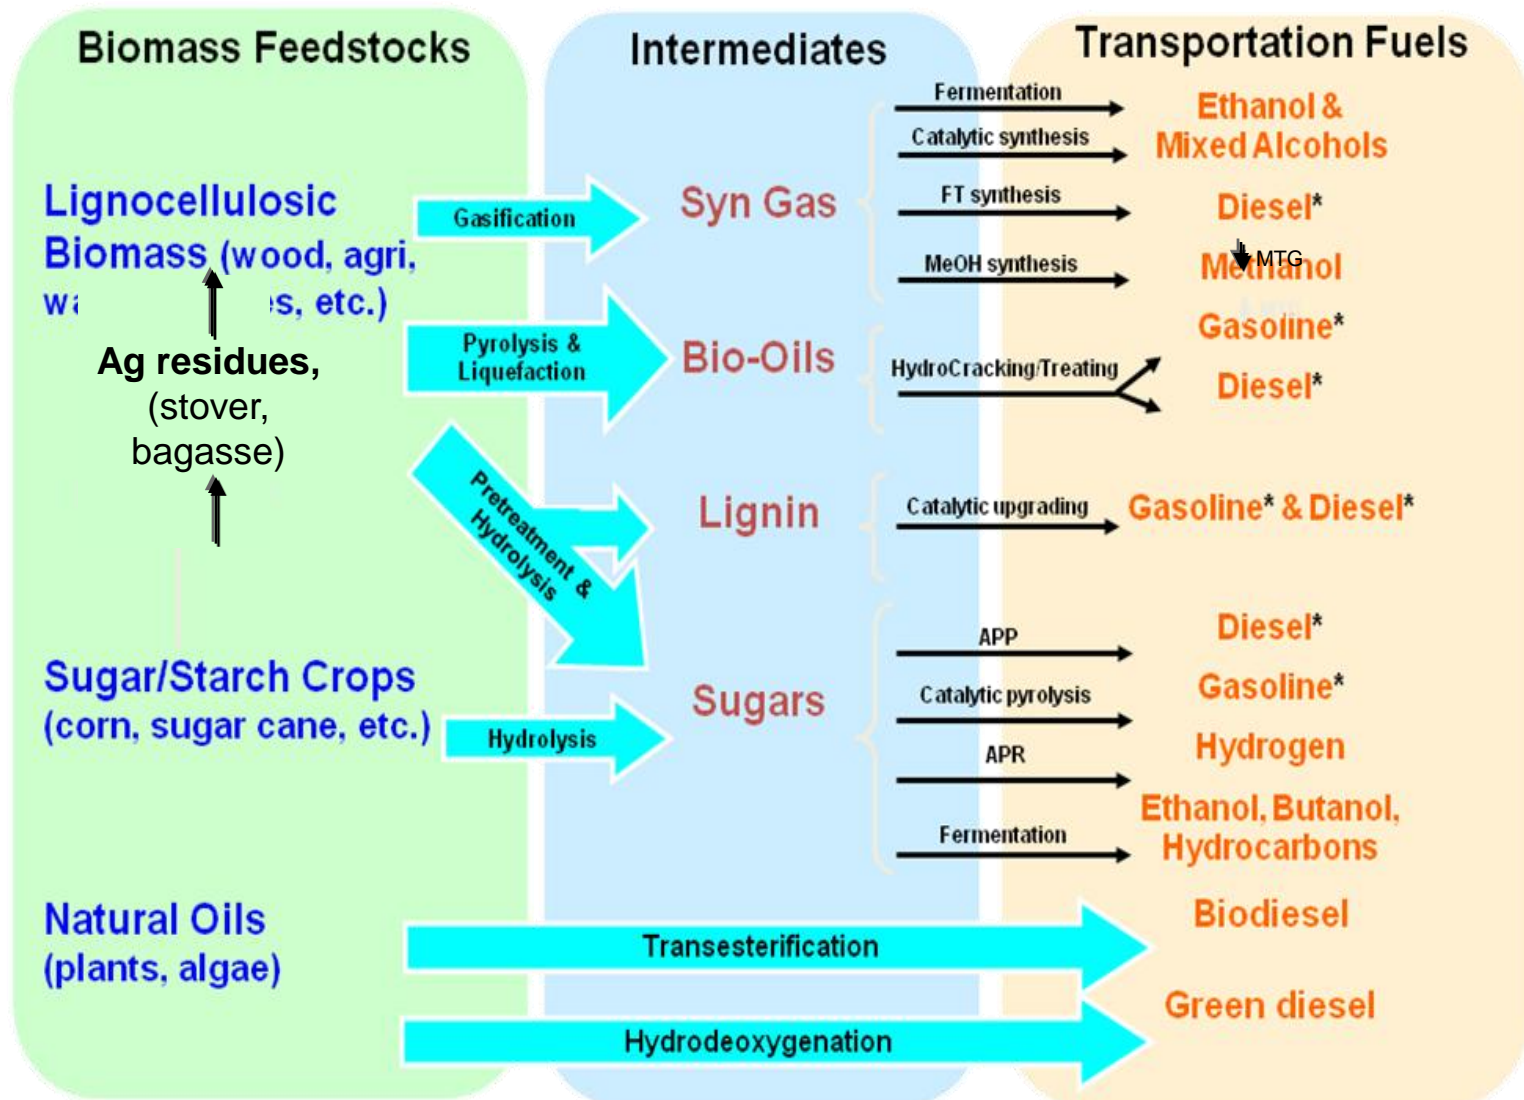 Biomass Feedstocks
Lignocellulosic
Biomass (wood, agri,
wa es, etc.)
Ag residues,
(stover,
bagasse)
Sugar/Starch Crops
(corn, sugar cane, etc.)
Natural Oils
(plants, algae)
Gasification
Pyrolysis &
Liquefaction
Pretreatment &
Hydrolysis
Hydrolysis
Transesterification
Hydrodeoxygenation
Intermediates
Syn Gas
Bio-Oils
Lignin
Sugars
Fermentation
Catalytic synthesis
FT synthesis
MeOH synthesis
HydroCracking/Treating
Catalytic upgrading
APP
Catalytic pyrolysis
APR
Fermentation
Transportation Fuels
Ethanol &
Mixed Alcohols
Diesel*
MTG
Methanol
Gasoline*
Diesel*
Gasoline* & Diesel*
Diesel*
Gasoline*
Hydrogen
Ethanol, Butanol,
Hydrocarbons
Biodiesel
Green diesel